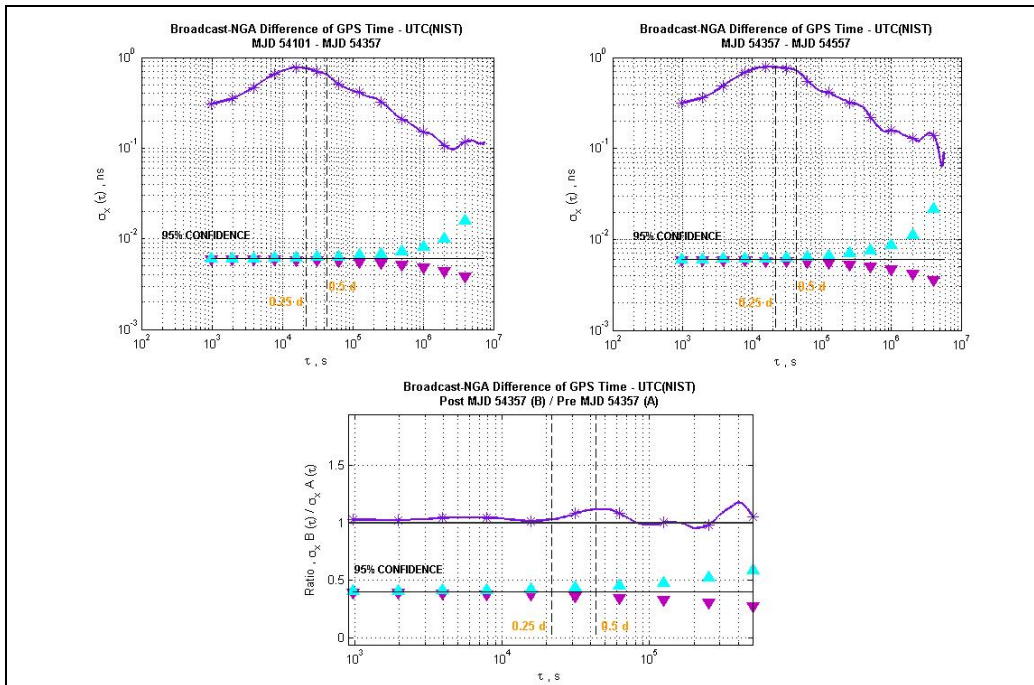 Broadcast-NGA Difference of GPS Time - UTC(NIST)
MJD 54101 - MJD 54357
10^0
10^-1
10^-2
10^-3
σx (τ) , ns
95% CONFIDENCE
0.25 d
0.5 d
10^2 10^3 10^4 10^5 10^6 10^7
τ , s
Broadcast-NGA Difference of GPS Time - UTC(NIST)
MJD 54357 - MJD 54557
10^0
10^-1
10^-2
10^-3
σx (τ) , ns
95% CONFIDENCE
0.25 d
0.5 d
10^2 10^3 10^4 10^5 10^6 10^7
τ , s
Broadcast-NGA Difference of GPS Time - UTC(NIST)
Post MJD 54357 (B) / Pre MJD 54357 (A)
1.5
1
0.5
0
Ratio , σx B (τ) / σx A (τ)
95% CONFIDENCE
0.25 d
0.5 d
10^3 10^4 10^5
τ , s